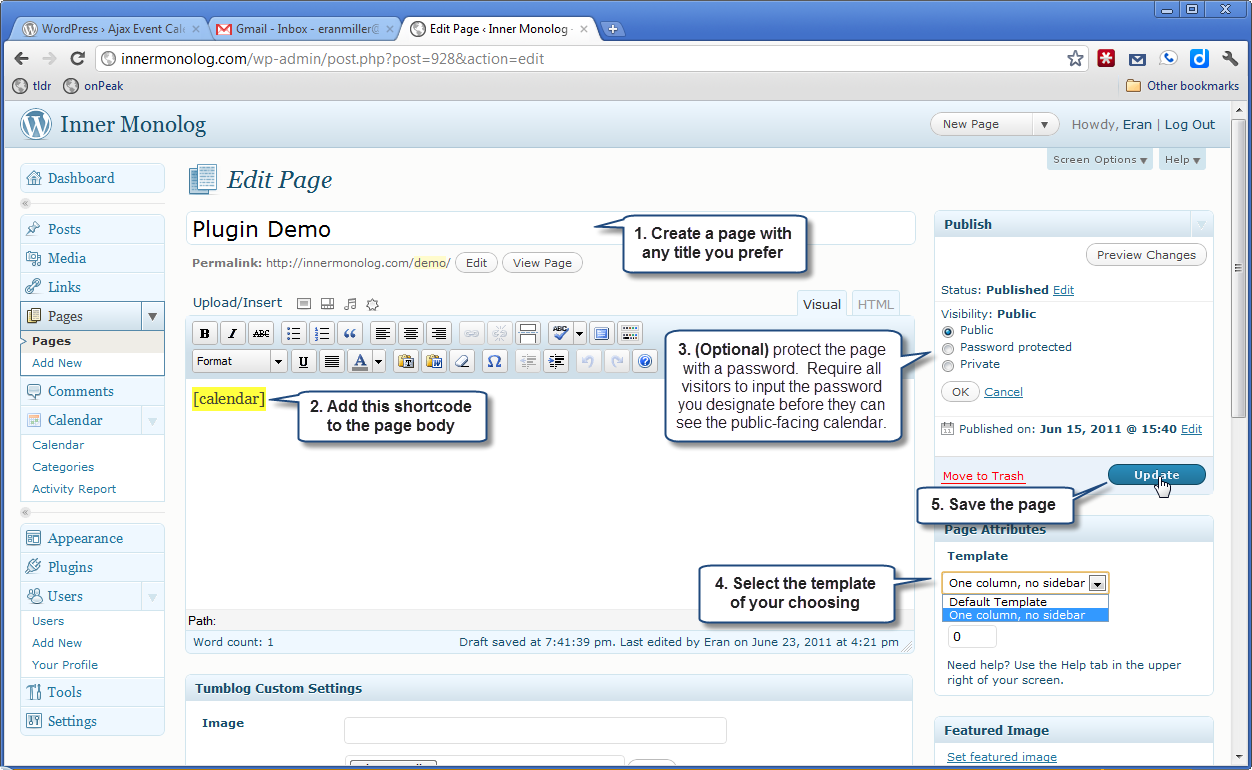 WordPress › Ajax Event Cale
Gmail - Inbox - eranmiller@
Edit Page ‹ Inner Monolog -
innermonolog.com/wp-admin/post.php?post=928&action=edit
tldr
onPeak
Other bookmarks
Inner Monolog
New Page
Howdy, Eran | Log Out
Screen Options
Help
Dashboard
Posts
Media
Links
Pages
Pages
Add New
Comments
Calendar
Calendar
Categories
Activity Report
Appearance
Plugins
Users
Users
Add New
Your Profile
Tools
Settings
Edit Page
Plugin Demo
1. Create a page with
any title you prefer
Permalink: http://innermonolog.com/demo/ Edit View Page
Upload/Insert
Visual
HTML
B I ABC
ABC
Format
U
A
[calendar]
2. Add this shortcode
to the page body
3. (Optional) protect the page
with a password. Require all
visitors to input the password
you designate before they can
see the public-facing calendar.
Path:
Word count: 1
Draft saved at 7:41:39 pm. Last edited by Eran on June 23, 2011 at 4:21 pm
Tumblog Custom Settings
Image
Publish
Preview Changes
Status: Published Edit
Visibility: Public
Public
Password protected
Private
OK Cancel
Published on: Jun 15, 2011 @ 15:40 Edit
Move to Trash
Update
5. Save the page
Page Attributes
Template
4. Select the template
of your choosing
One column, no sidebar
Default Template
One column, no sidebar
0
Need help? Use the Help tab in the upper
right of your screen.
Featured Image
Set featured image